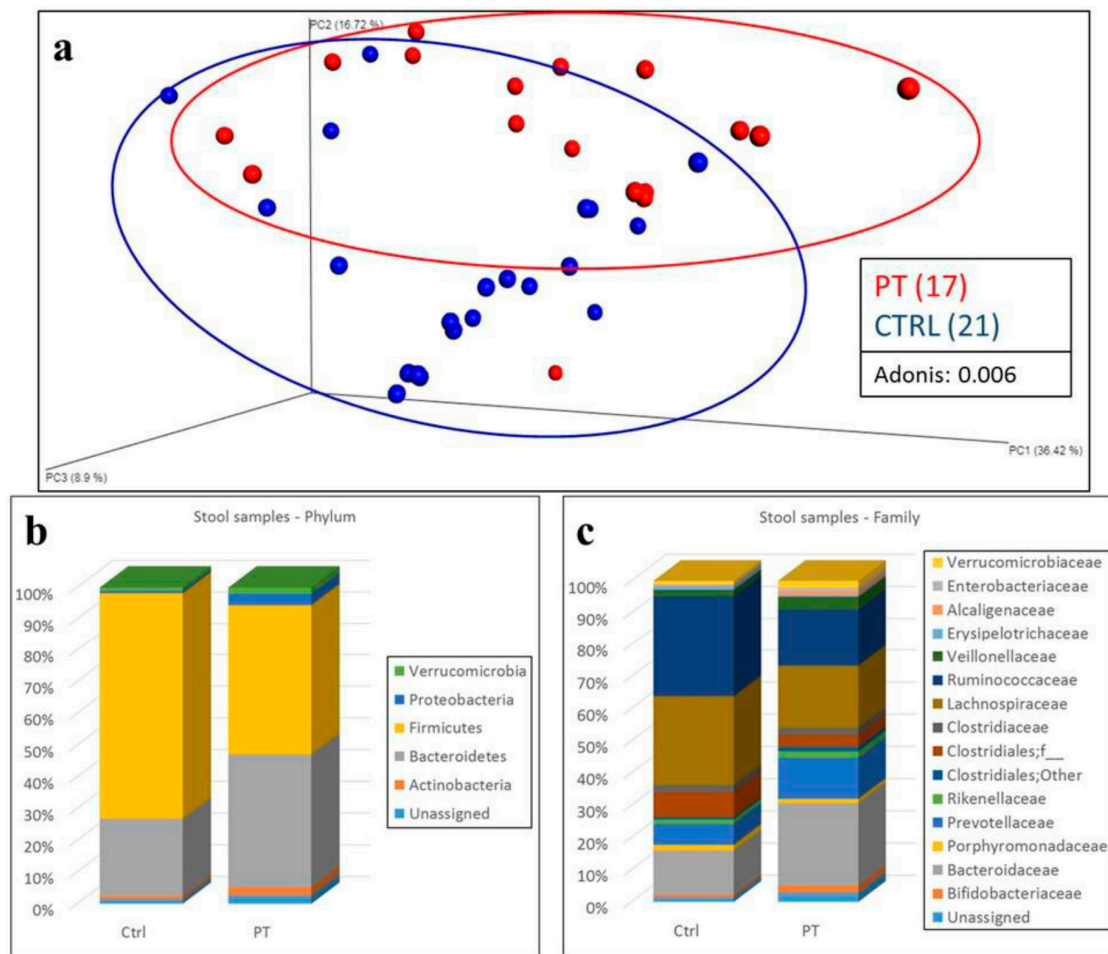 a
PC2 (16.72 %)
PT (17)
CTRL (21)
Adonis: 0.006
PC1 (36.42 %)
PC3 (8.9 %)
b
Stool samples - Phylum
100%
90%
80%
70%
60%
50%
40%
30%
20%
10%
0%
Ctrl
PT
Verrucomicrobia
Proteobacteria
Firmicutes
Bacteroidetes
Actinobacteria
Unassigned
c
Stool samples - Family
100%
90%
80%
70%
60%
50%
40%
30%
20%
10%
0%
Ctrl
PT
Verrucomicrobiaceae
Enterobacteriaceae
Alcaligenaceae
Erysipelotrichaceae
Veillonellaceae
Ruminococcaceae
Lachnospiraceae
Clostridiaceae
Clostridiales;f__
Clostridiales;Other
Rikenellaceae
Prevotellaceae
Porphyromonadaceae
Bacteroidaceae
Bifidobacteriaceae
Unassigned